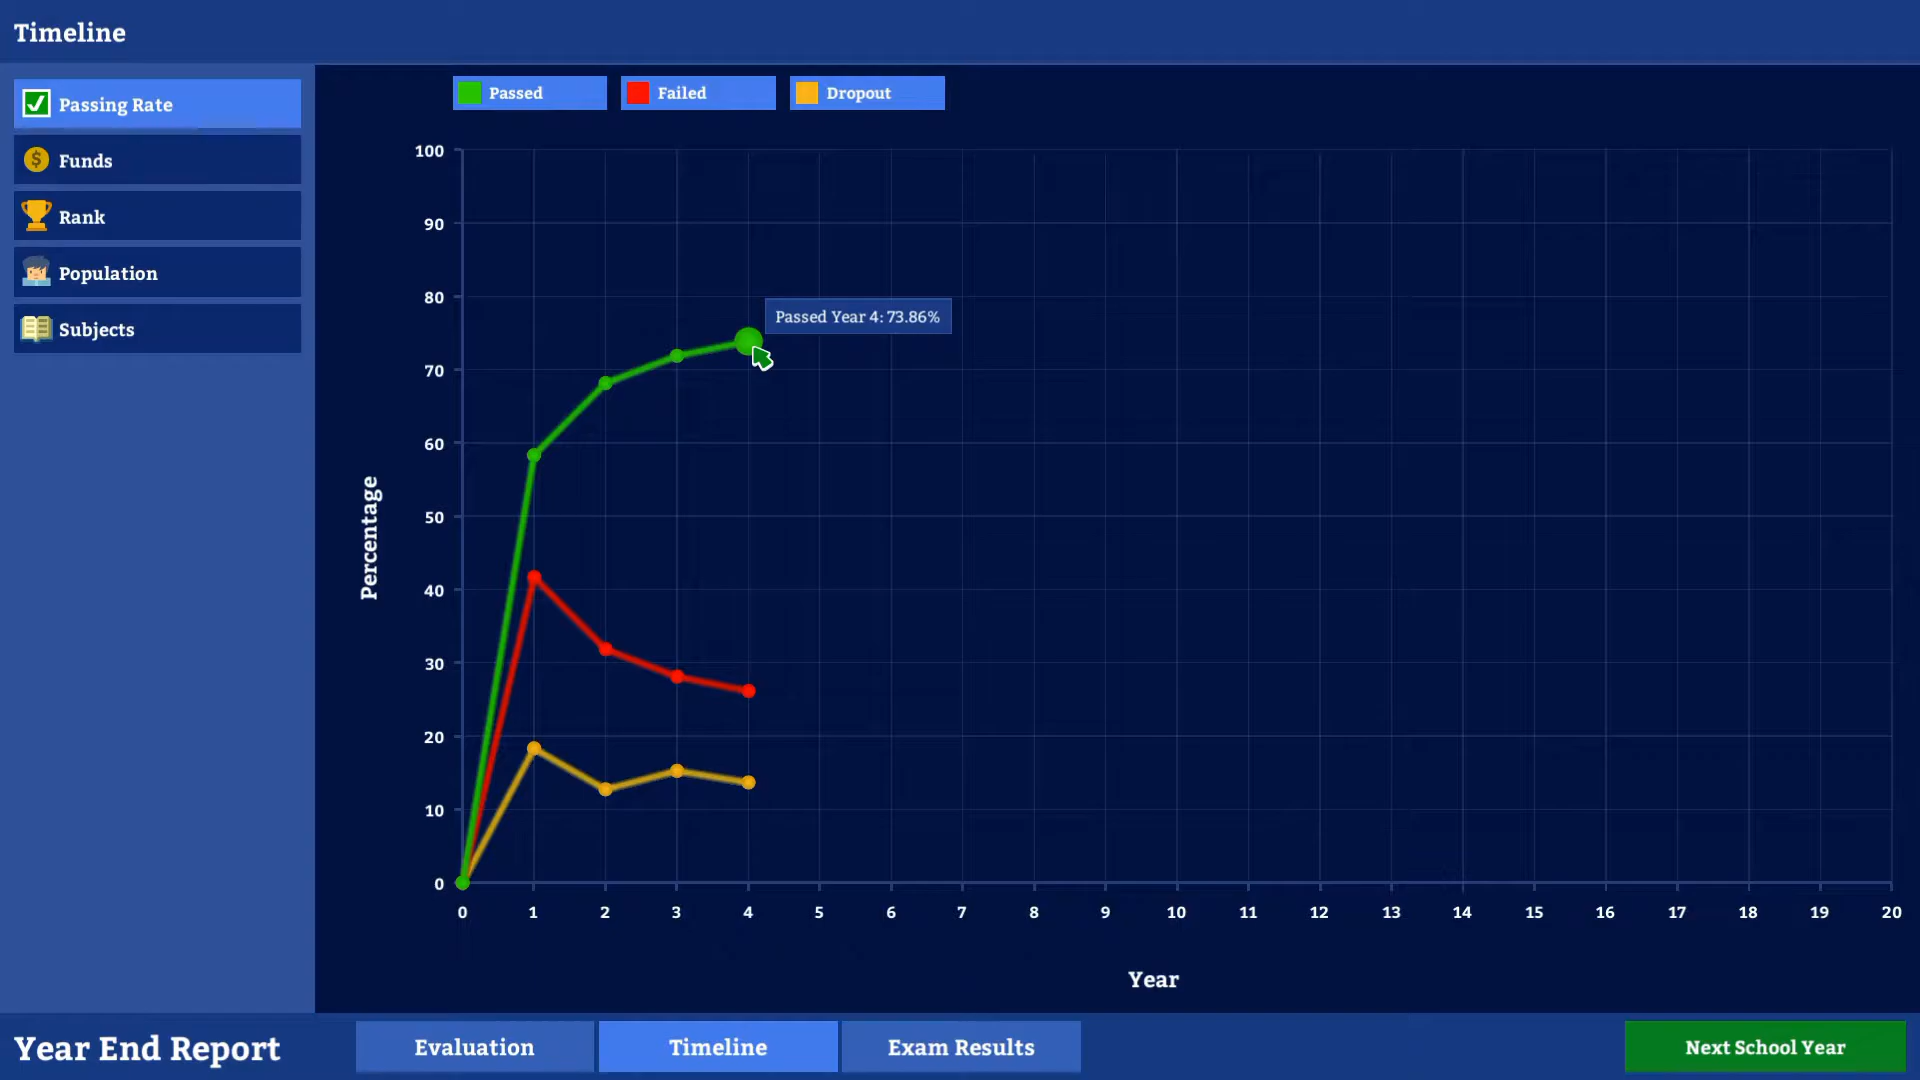 Timeline
Passing Rate
Funds
Rank
Population
Subjects
Passed
Failed
Dropout
100
90
80
70
60
50
40
30
20
10
0
Percentage
Passed Year 4: 73.86%
0 1 2 3 4 5 6 7 8 9 10 11 12 13 14 15 16 17 18 19 20
Year
Year End Report
Evaluation
Timeline
Exam Results
Next School Year